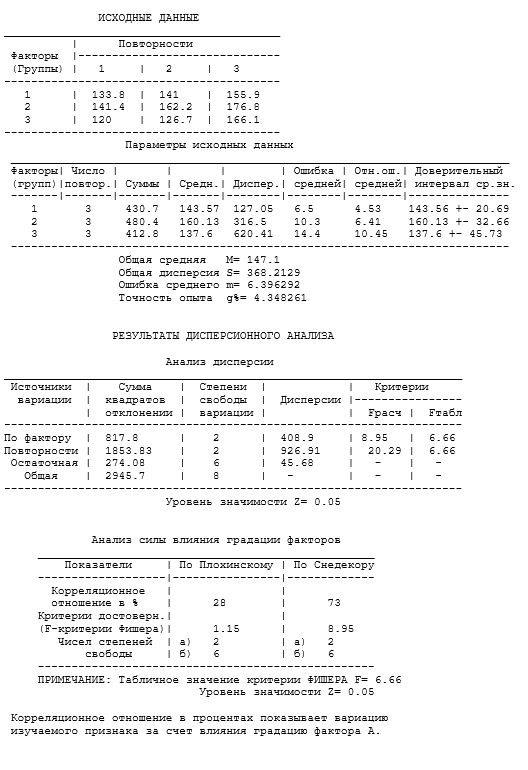 ИСХОДНЫЕ ДАННЫЕ
| Повторности
Факторы |-----------------------------
(Группы) | 1 | 2 | 3
1 | 133.8 | 141 | 155.9
2 | 141.4 | 162.2 | 176.8
3 | 120 | 126.7 | 166.1
Параметры исходных данных
Факторы| Число | | | | Ошибка | Отн.ош.| Доверительный
(групп)|повтор.| Суммы | Средн.| Диспер.| средней| средней| интервал ср.зн.
1 3 430.7 143.57 127.05 6.5 4.53 143.56 +- 20.69
2 3 480.4 160.13 316.5 10.3 6.41 160.13 +- 32.66
3 3 412.8 137.6 620.41 14.4 10.45 137.6 +- 45.73
Общая средняя M= 147.1
Общая дисперсия S= 368.2129
Ошибка среднего m= 6.396292
Точность опыта g%= 4.348261
РЕЗУЛЬТАТЫ ДИСПЕРСИОННОГО АНАЛИЗА
Анализ дисперсии
Источники | Сумма | Степени | | Критерии
вариации | квадратов | свободы | Дисперсии |----------------
| отклонении | вариации | | Fрасч | Fтабл
По фактору | 817.8 | 2 | 408.9 | 8.95 | 6.66
Повторности | 1853.83 | 2 | 926.91 | 20.29 | 6.66
Остаточная | 274.08 | 6 | 45.68 | - | -
Общая | 2945.7 | 8 | - | - | -
Уровень значимости Z= 0.05
Анализ силы влияния градации факторов
Показатели | По Плохинскому | По Снедекору
Корреляционное | |
отношение в % | 28 | 73
Критерии достоверн.| |
(F-критерии Фишера)| 1.15 | 8.95
Чисел степеней | а) 2 | а) 2
свободы | б) 6 | б) 6
ПРИМЕЧАНИЕ: Табличное значение критерии ФИШЕРА F= 6.66
Уровень значимости Z= 0.05
Корреляционное отношение в процентах показывает вариацию
изучаемого признака за счет влияния градацию фактора А.